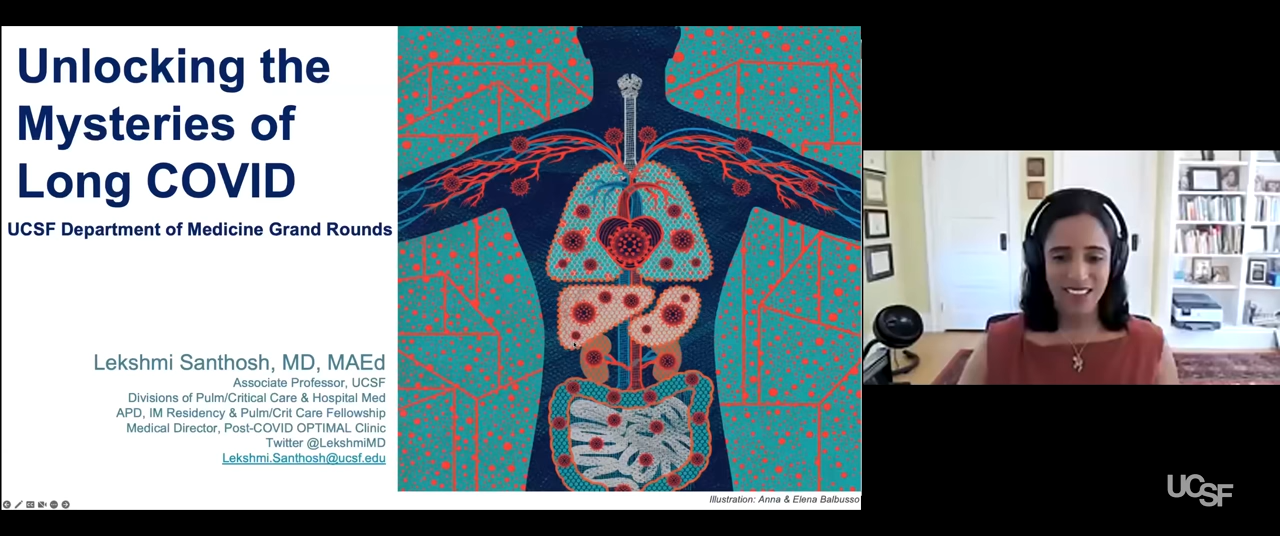 Unlocking the
Mysteries of
Long COVID
UCSF Department of Medicine Grand Rounds
Lekshmi Santhosh, MD, MAEd
Associate Professor, UCSF
Divisions of Pulm/Critical Care & Hospital Med
APD, IM Residency & Pulm/Crit Care Fellowship
Medical Director, Post-COVID OPTIMAL Clinic
Twitter @LekshmiMD
Lekshmi.Santhosh@ucsf.edu
Illustration: Anna & Elena Balbusso
UCSF